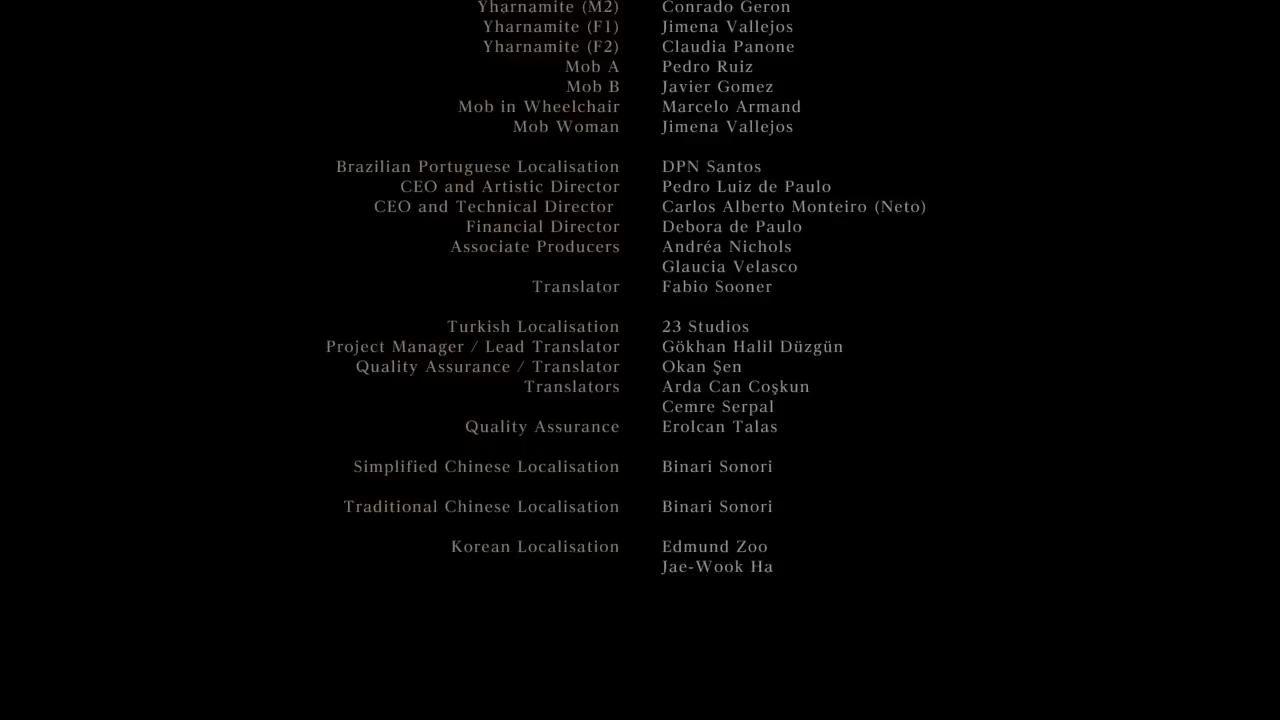 Yharnamite (M2) Conrado Geron
Yharnamite (F1) Jimena Vallejos
Yharnamite (F2) Claudia Panone
Mob A Pedro Ruiz
Mob B Javier Gomez
Mob in Wheelchair Marcelo Armand
Mob Woman Jimena Vallejos
Brazilian Portuguese Localisation DPN Santos
CEO and Artistic Director Pedro Luiz de Paulo
CEO and Technical Director Carlos Alberto Monteiro (Neto)
Financial Director Debora de Paulo
Associate Producers Andréa Nichols
Glaucia Velasco
Translator Fabio Sooner
Turkish Localisation 23 Studios
Project Manager / Lead Translator Gökhan Halil Düzgün
Quality Assurance / Translator Okan Şen
Translators Arda Can Coşkun
Cemre Serpal
Quality Assurance Erolcan Talas
Simplified Chinese Localisation Binari Sonori
Traditional Chinese Localisation Binari Sonori
Korean Localisation Edmund Zoo
Jae-Wook Ha